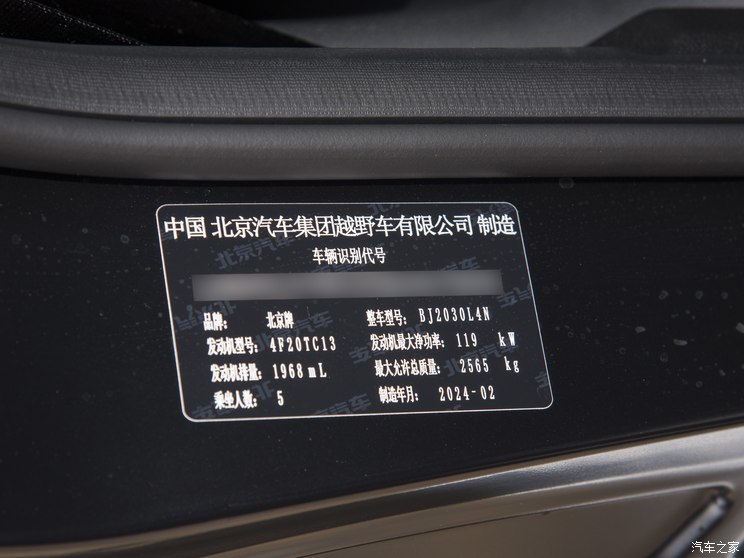 中国 北京汽车集团越野车有限公司 制造
车辆识别代号
品牌： 北京牌 整车型号： BJ2030L4N
发动机型号： 4F20TC13 发动机最大净功率： 119 kW
发动机排量： 1968 mL 最大允许总质量： 2565 kg
乘坐人数： 5 制造年月： 2024-02
汽车之家